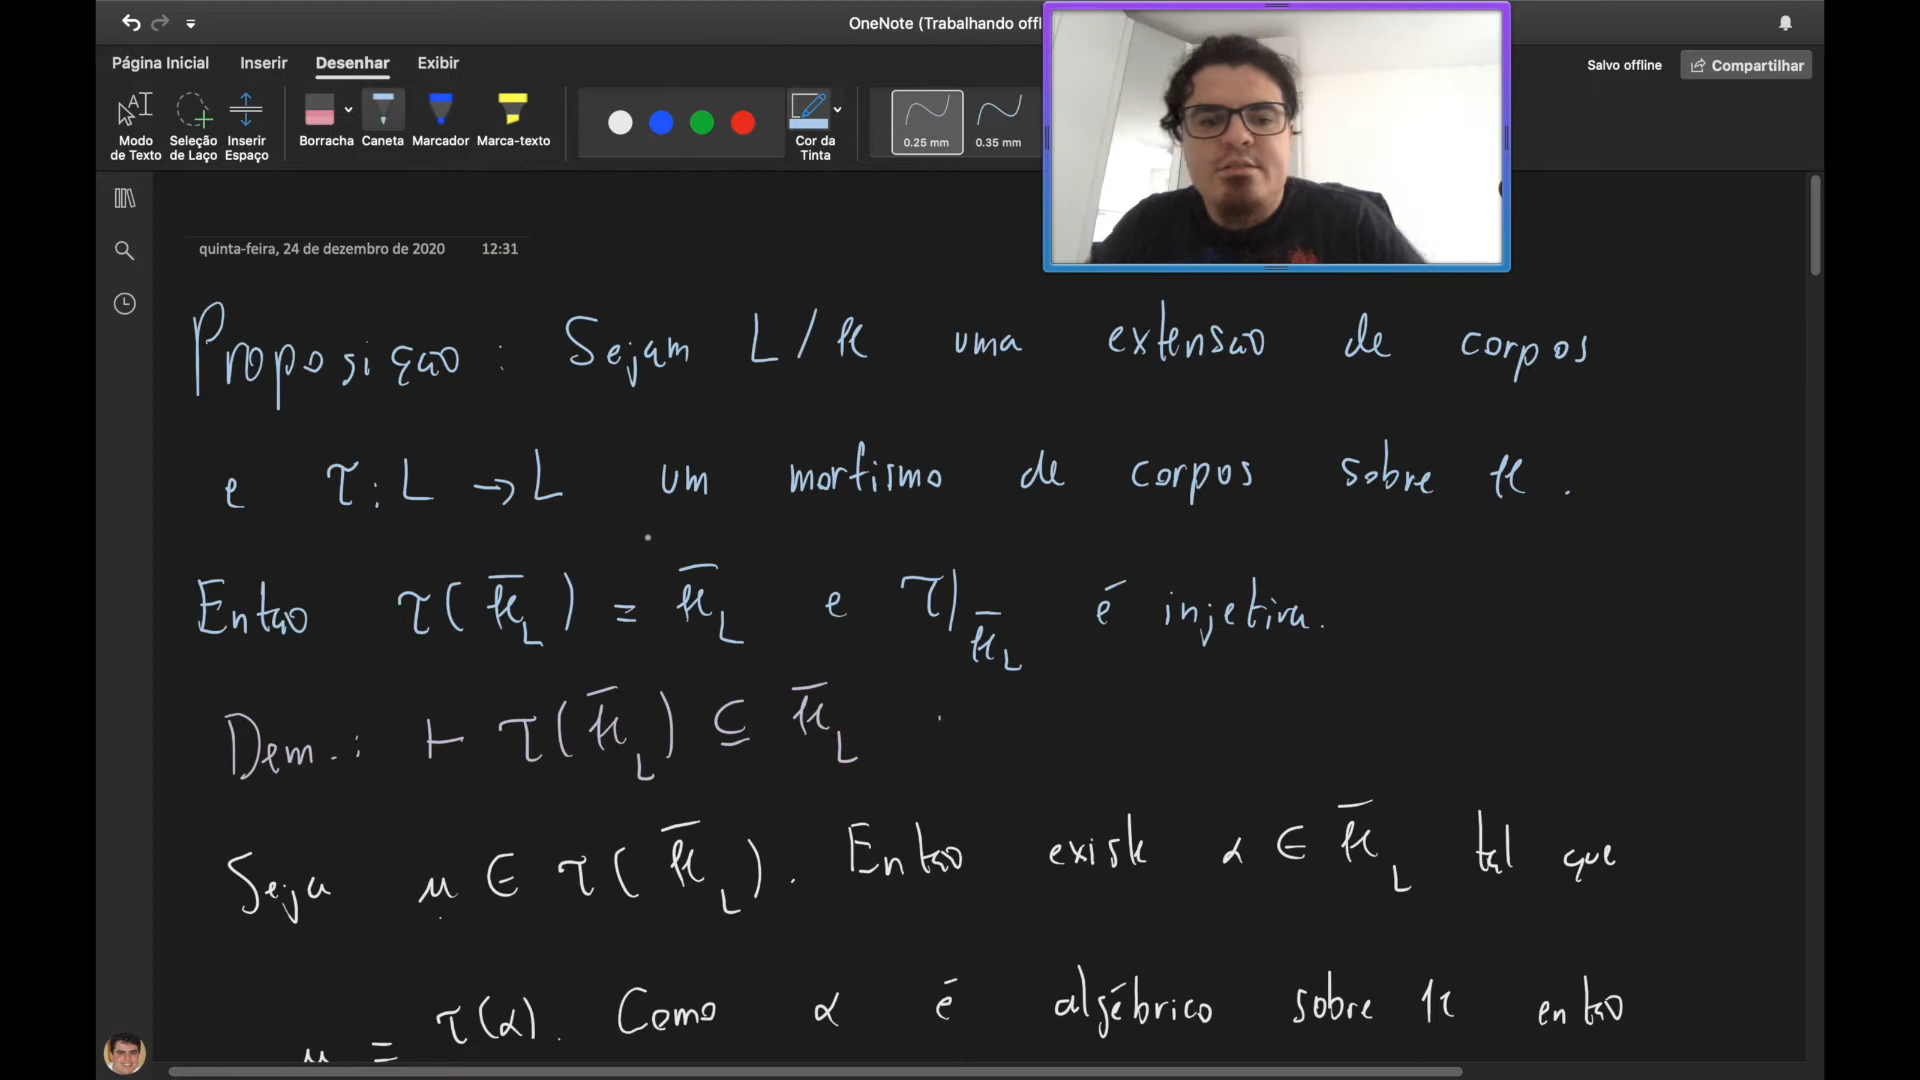 OneNote (Trabalhando offl
Página Inicial Inserir Desenhar Exibir
Salvo offline Compartilhar
Modo de Texto Seleção de Laço Inserir Espaço Borracha Caneta Marcador Marca-texto Cor da Tinta 0.25 mm 0.35 mm
quinta-feira, 24 de dezembro de 2020 12:31
Proposição : Sejam L / K uma extensão de corpos
e τ : L → L um morfismo de corpos sobre K .
Então τ ( K̄_L ) = K̄_L e τ|_K̄_L é injetiva.
Dem. : ⊢ τ ( K̄_L ) ⊆ K̄_L .
Seja μ ∈ τ ( K̄_L ) . Então existe α ∈ K̄_L tal que
μ = τ(α) . Como α é algébrico sobre K então